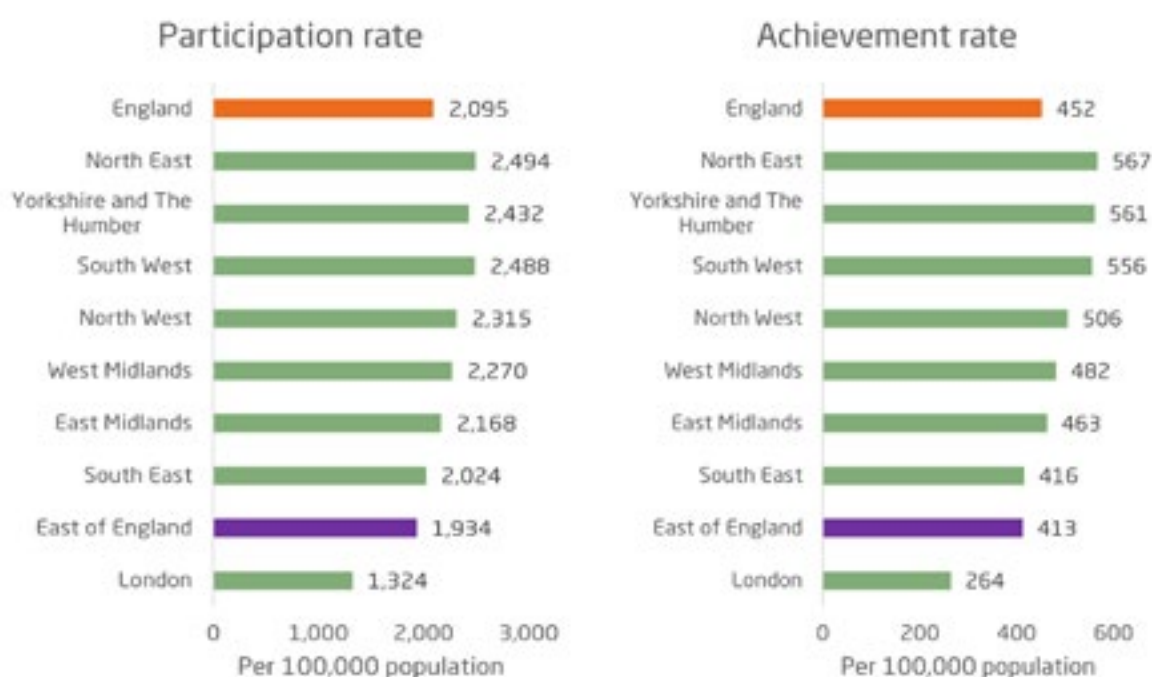 Participation rate
England 2,095
North East 2,494
Yorkshire and The
Humber 2,432
South West 2,488
North West 2,315
West Midlands 2,270
East Midlands 2,168
South East 2,024
East of England 1,934
London 1,324
0 1,000 2,000 3,000
Per 100,000 population
Achievement rate
England 452
North East 567
Yorkshire and The
Humber 561
South West 556
North West 506
West Midlands 482
East Midlands 463
South East 416
East of England 413
London 264
0 200 400 600
Per 100,000 population